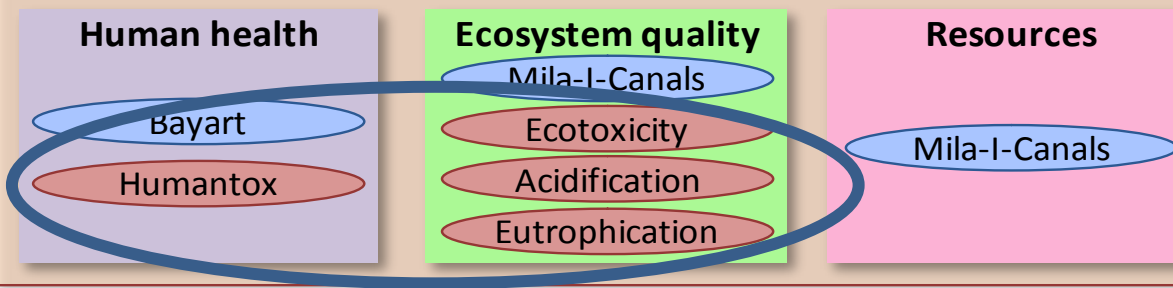 Human health
Bayart
Humantox
Ecosystem quality
Mila-I-Canals
Ecotoxicity
Acidification
Eutrophication
Resources
Mila-I-Canals